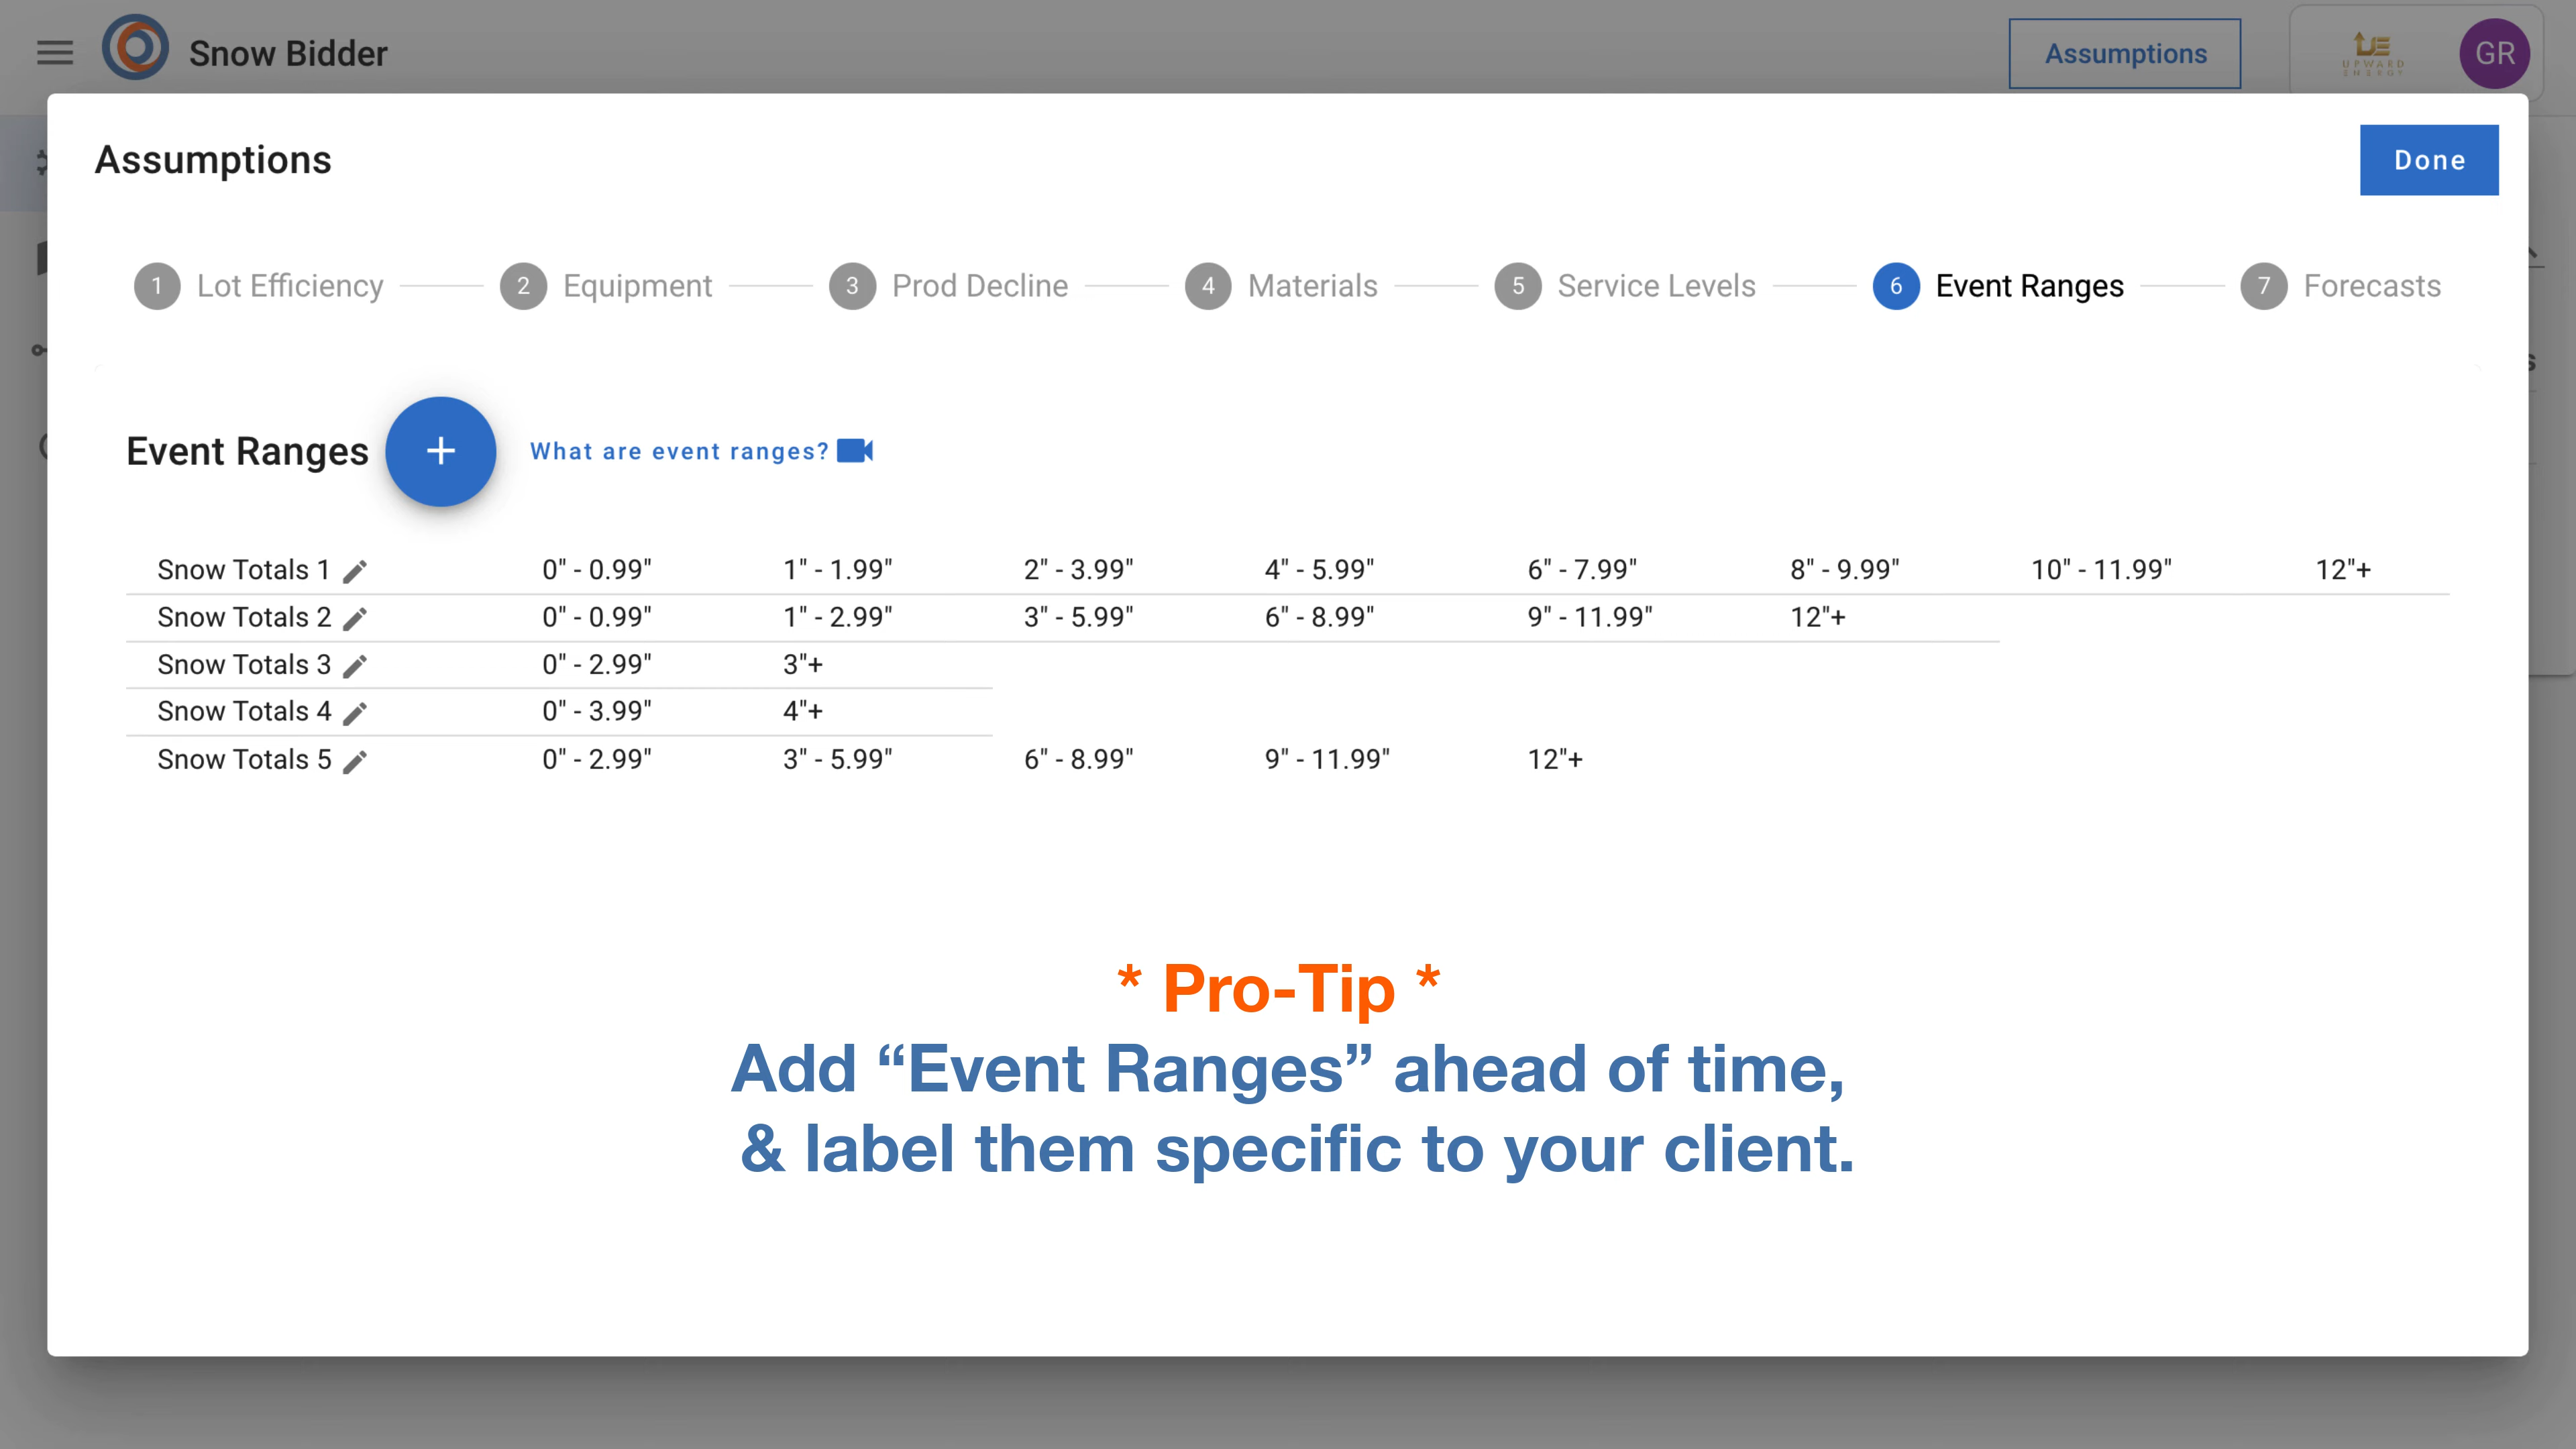 Snow Bidder
Assumptions
UPWARD
ENERGY
GR
Assumptions
Done
1 Lot Efficiency
2 Equipment
3 Prod Decline
4 Materials
5 Service Levels
6 Event Ranges
7 Forecasts
Event Ranges + What are event ranges?
Snow Totals 1 0" - 0.99" 1" - 1.99" 2" - 3.99" 4" - 5.99" 6" - 7.99" 8" - 9.99" 10" - 11.99" 12"+
Snow Totals 2 0" - 0.99" 1" - 2.99" 3" - 5.99" 6" - 8.99" 9" - 11.99" 12"+
Snow Totals 3 0" - 2.99" 3"+
Snow Totals 4 0" - 3.99" 4"+
Snow Totals 5 0" - 2.99" 3" - 5.99" 6" - 8.99" 9" - 11.99" 12"+
* Pro-Tip *
Add “Event Ranges” ahead of time,
& label them specific to your client.